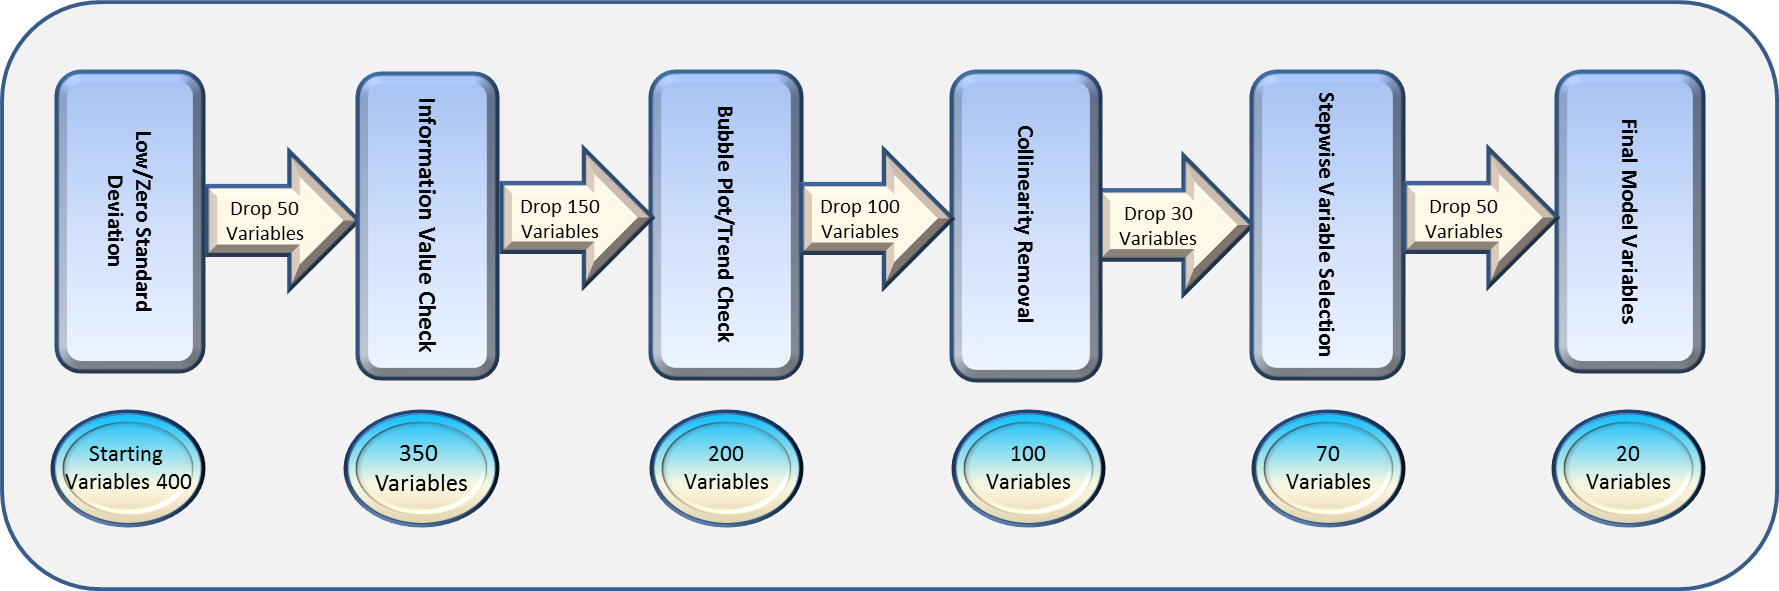 Low/Zero Standard
Deviation
Drop 50
Variables
Information Value Check
Drop 150
Variables
Bubble Plot/Trend Check
Drop 100
Variables
Collinearity Removal
Drop 30
Variables
Stepwise Variable Selection
Drop 50
Variables
Final Model Variables
Starting
Variables 400
350
Variables
200
Variables
100
Variables
70
Variables
20
Variables